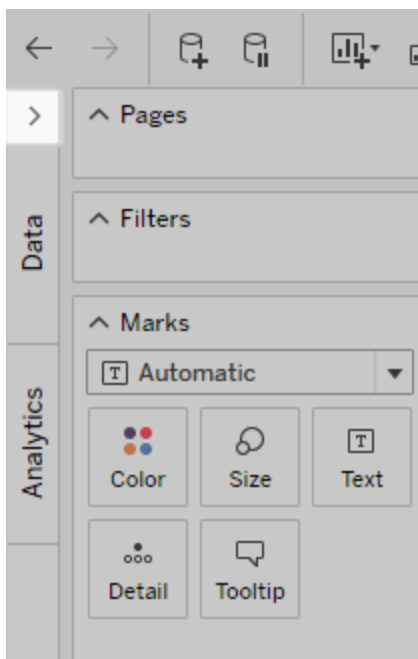 Pages
Filters
Data
Marks
Automatic
Analytics
Color
Size
T
Text
Detail
Tooltip